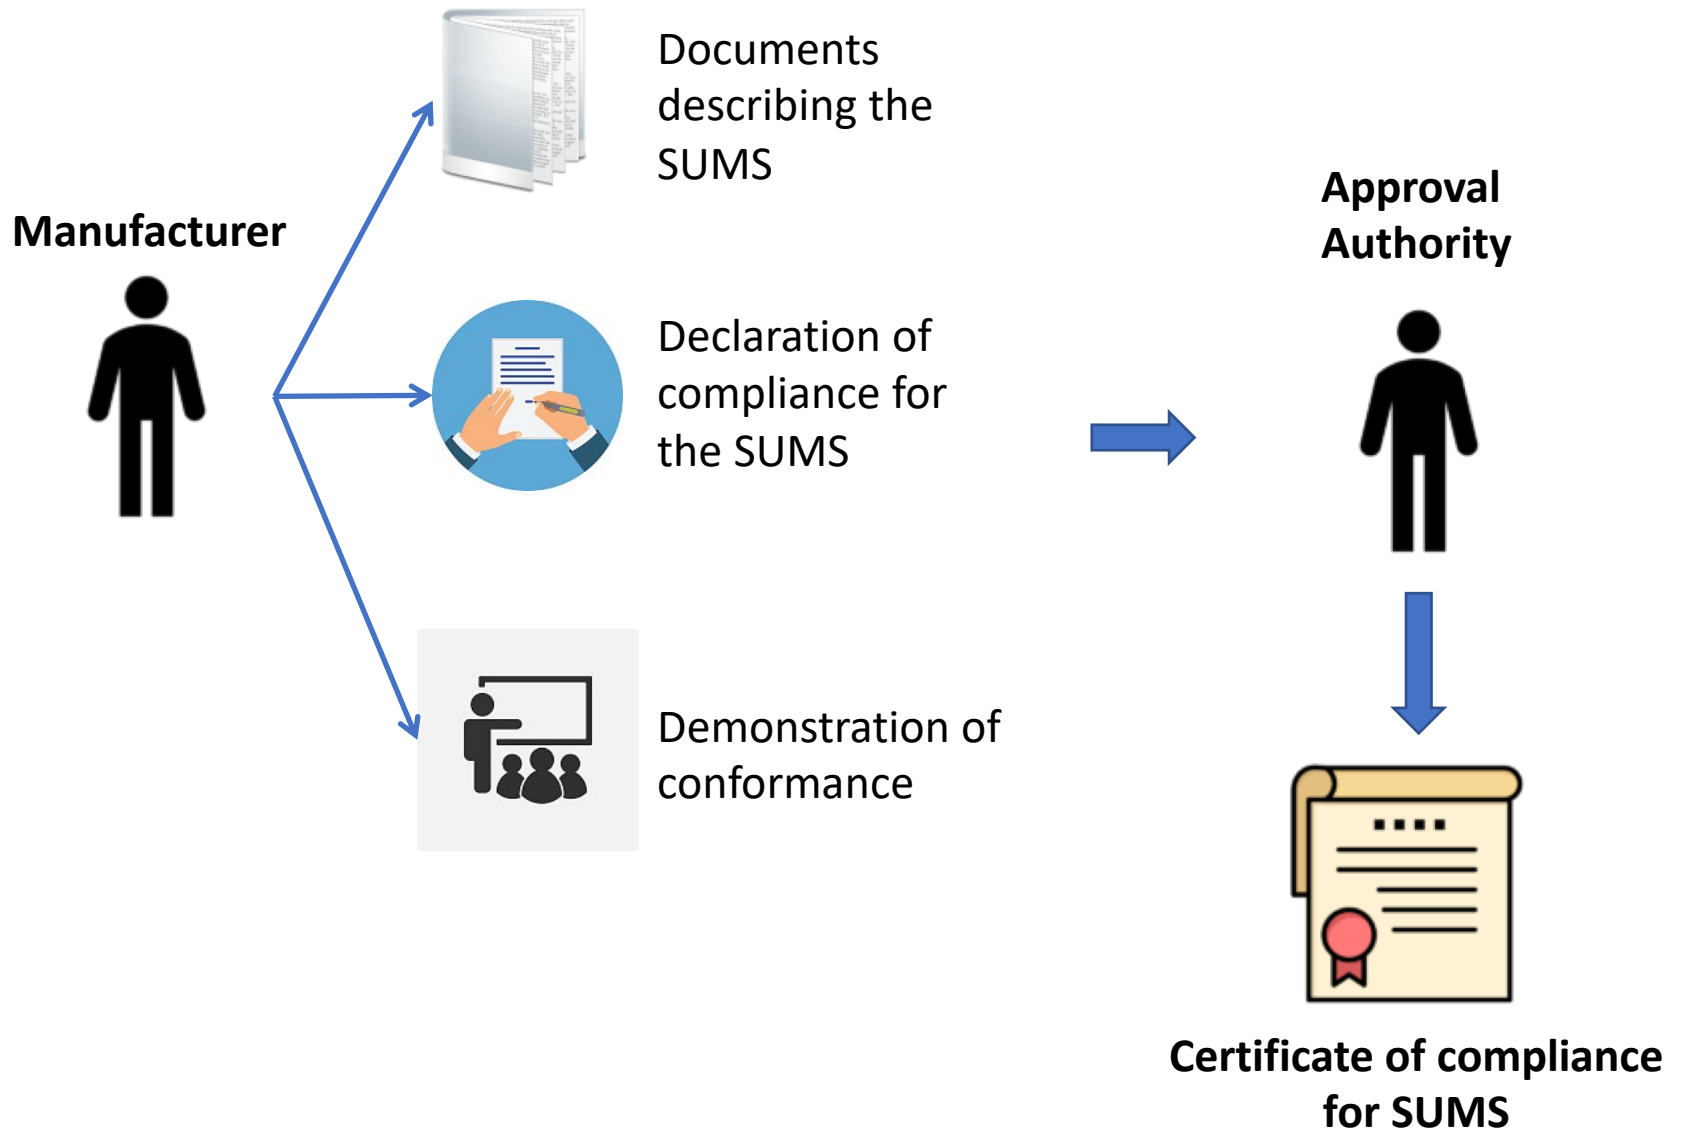 Manufacturer
Documents
describing the
SUMS
Declaration of
compliance for
the SUMS
Demonstration of
conformance
Approval
Authority
Certificate of compliance
for SUMS